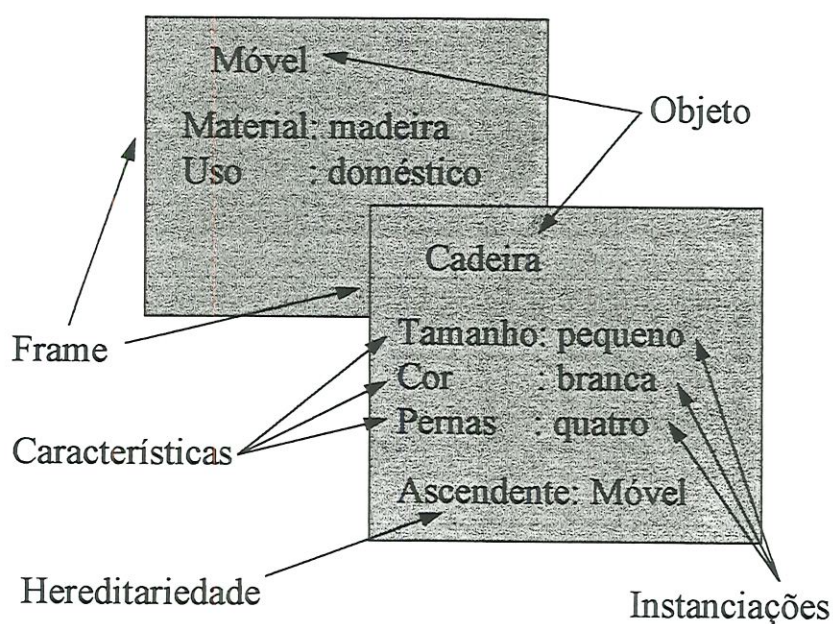 Móvel
Objeto
Material: madeira
Uso : doméstico
Cadeira
Tamanho: pequeno
Frame
Cor : branca
Pernas : quatro
Características
Ascendente: Móvel
Hereditariedade
Instanciações